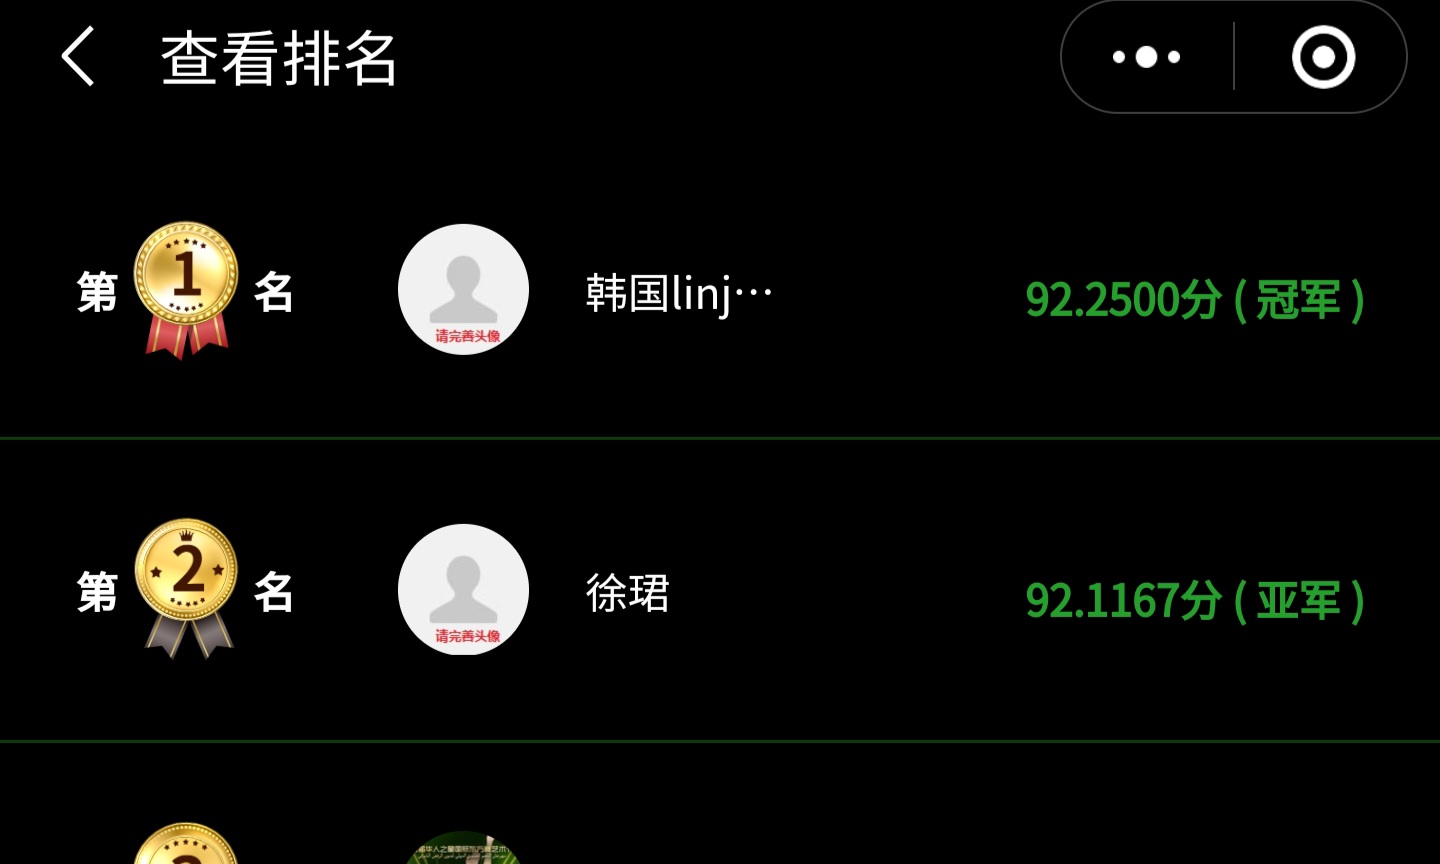 查看排名
第 1 名 韩国linj… 92.2500分 ( 冠军 )
请完善头像
第 2 名 徐珺 92.1167分 ( 亚军 )
请完善头像